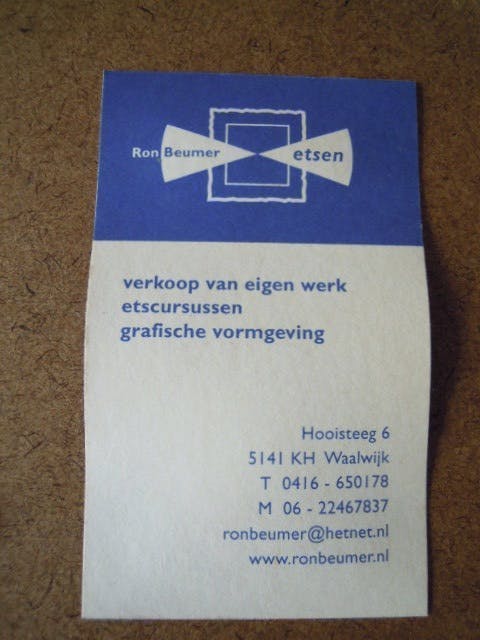 Ron Beumer etsen
verkoop van eigen werk
etscursussen
grafische vormgeving
Hooisteeg 6
5141 KH Waalwijk
T 0416 - 650178
M 06 - 22467837
ronbeumer@hetnet.nl
www.ronbeumer.nl